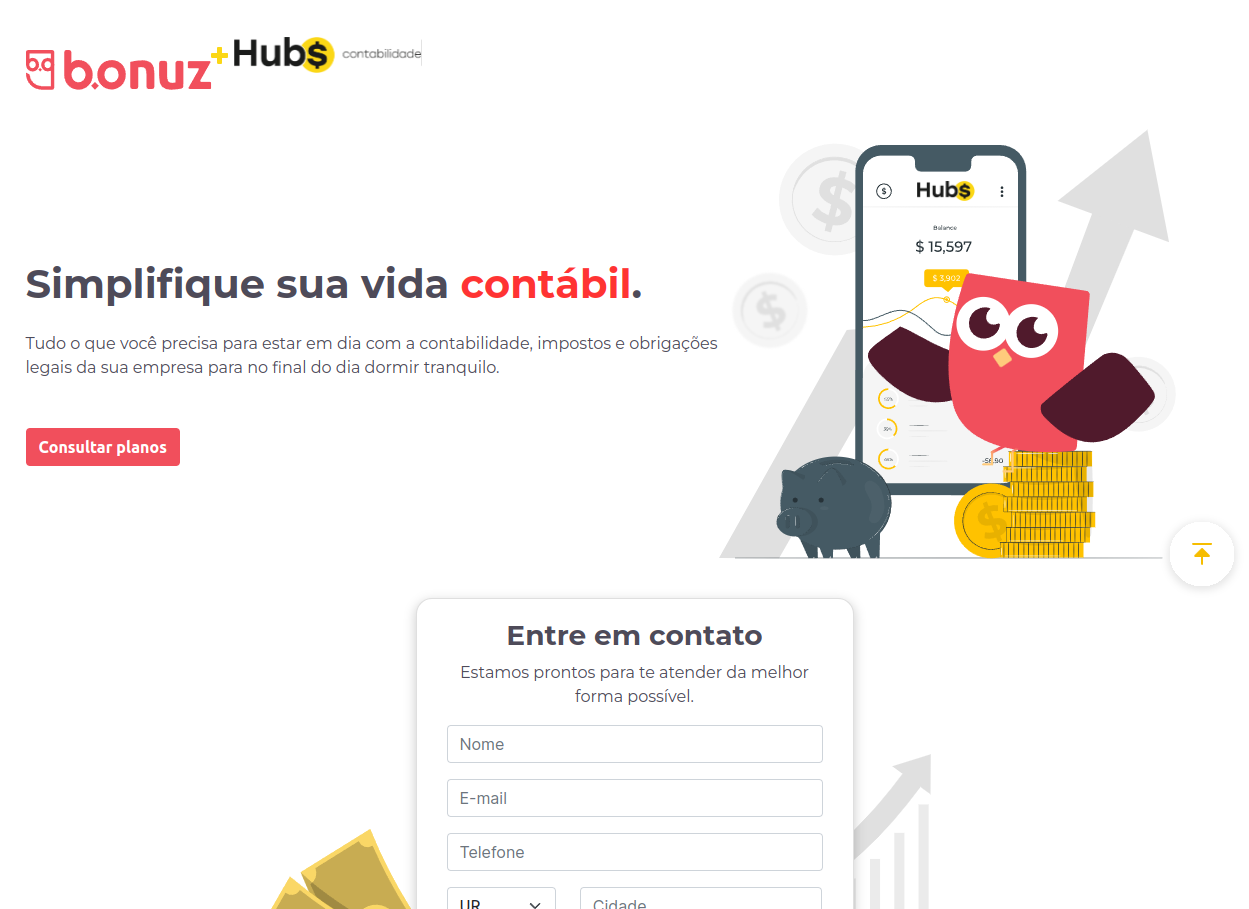 b.onuz+Hub$ contabilidade
Hub$
Balance
$ 15,597
$ 3,902
Simplifique sua vida contábil.
Tudo o que você precisa para estar em dia com a contabilidade, impostos e obrigações
legais da sua empresa para no final do dia dormir tranquilo.
Consultar planos
Entre em contato
Estamos prontos para te atender da melhor
forma possível.
Nome
E-mail
Telefone
UR
Cidade